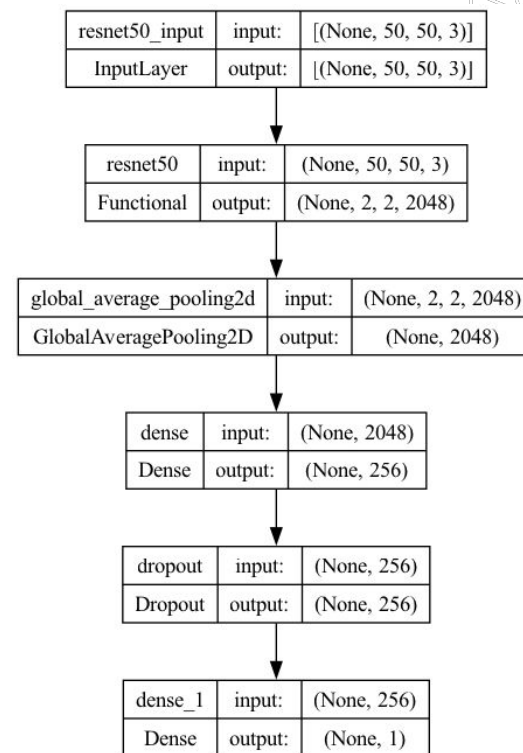 resnet50_input input: [(None, 50, 50, 3)]
InputLayer output: [(None, 50, 50, 3)]
resnet50 input: (None, 50, 50, 3)
Functional output: (None, 2, 2, 2048)
global_average_pooling2d input: (None, 2, 2, 2048)
GlobalAveragePooling2D output: (None, 2048)
dense input: (None, 2048)
Dense output: (None, 256)
dropout input: (None, 256)
Dropout output: (None, 256)
dense_1 input: (None, 256)
Dense output: (None, 1)